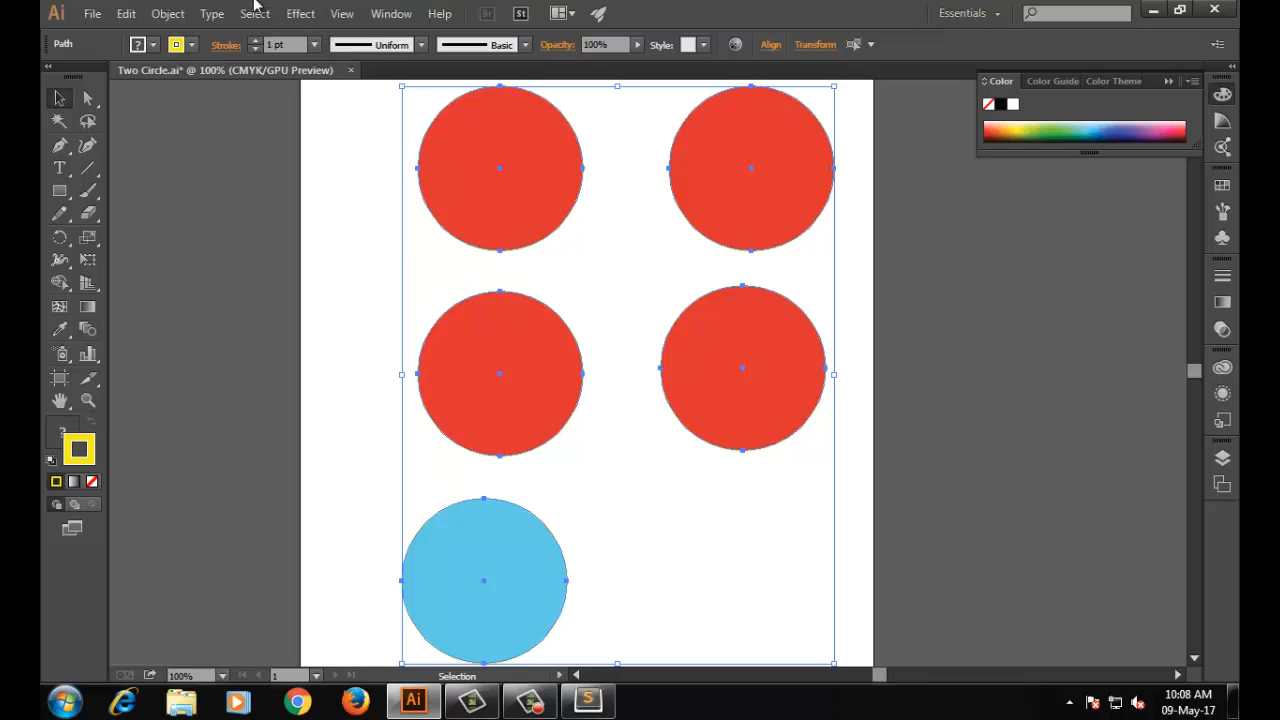 Ai File Edit Object Type Select Effect View Window Help Br St Essentials
Path ? Stroke: 1 pt Uniform Basic Opacity: 100% Style: Align Transform
Two Circle.ai* @ 100% (CMYK/GPU Preview) ×
Color Color Guide Color Theme
T
?
100% 1 Selection
Ai S 10:08 AM
09-May-17